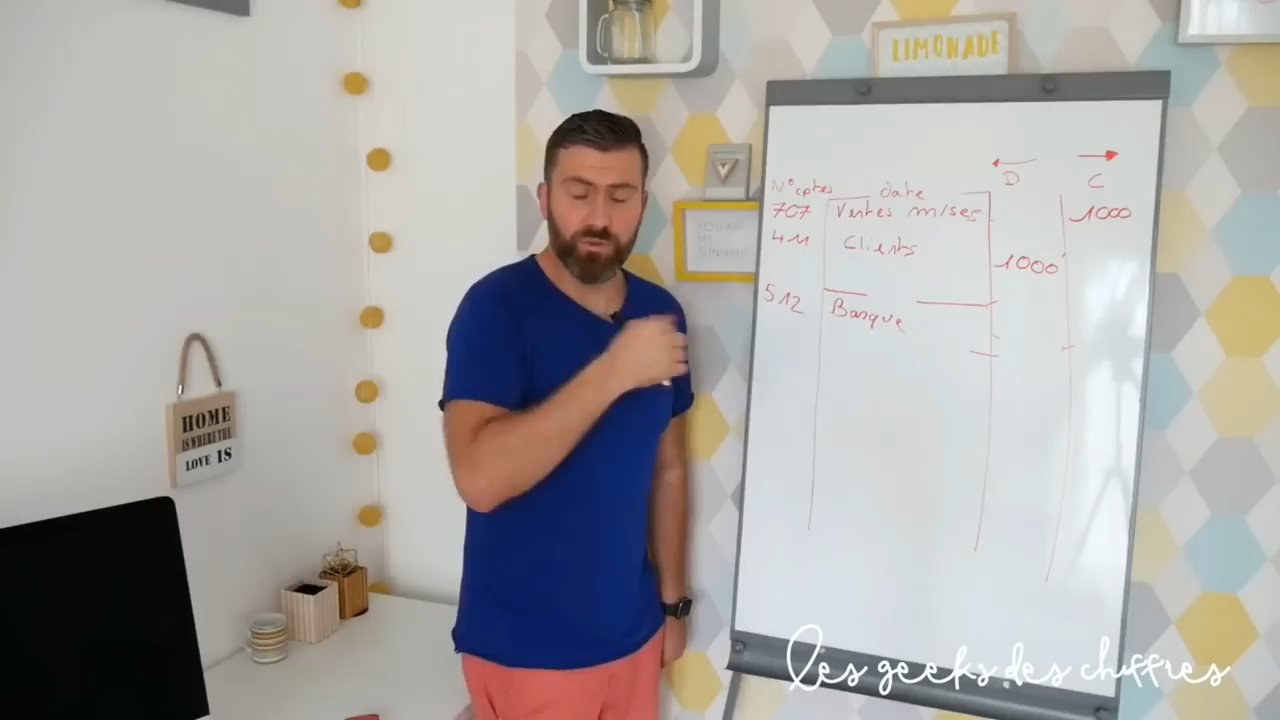 LIMONADE
D C
N° cptes date
707 Ventes m/ses 1000
411 Clients
1000
512 Banque
HOME
IS WHERE THE
LOVE IS
les geeks des chiffres